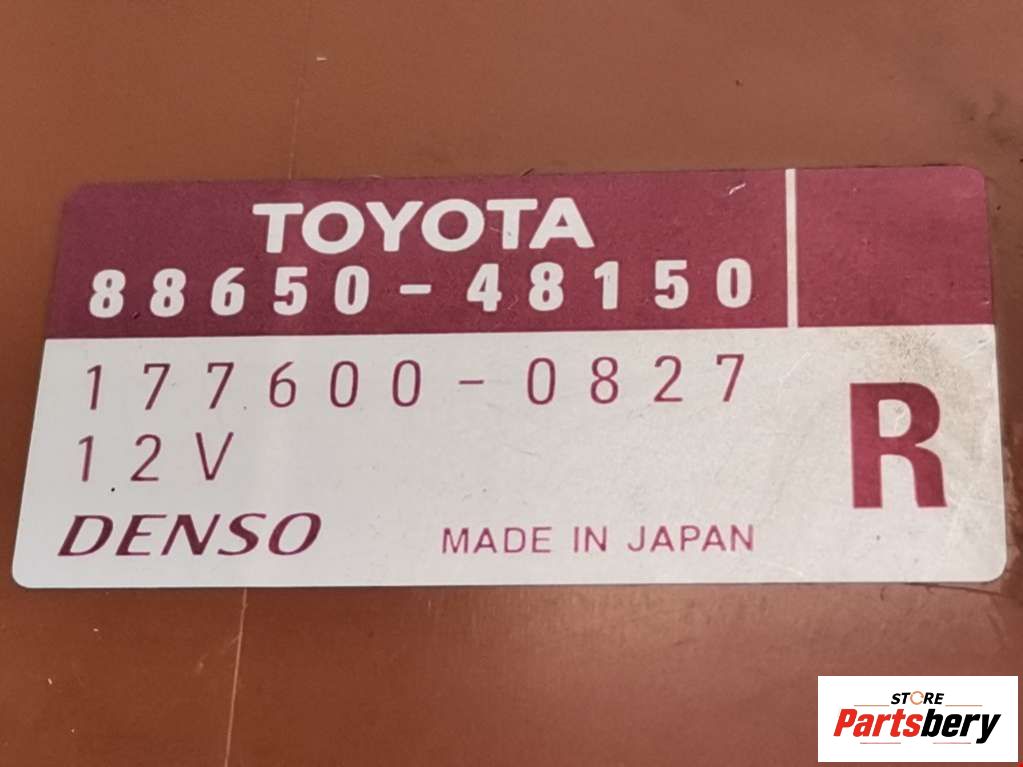 TOYOTA
88650-48150
177600-0827
12V
R
DENSO
MADE IN JAPAN
STORE
Partsbery